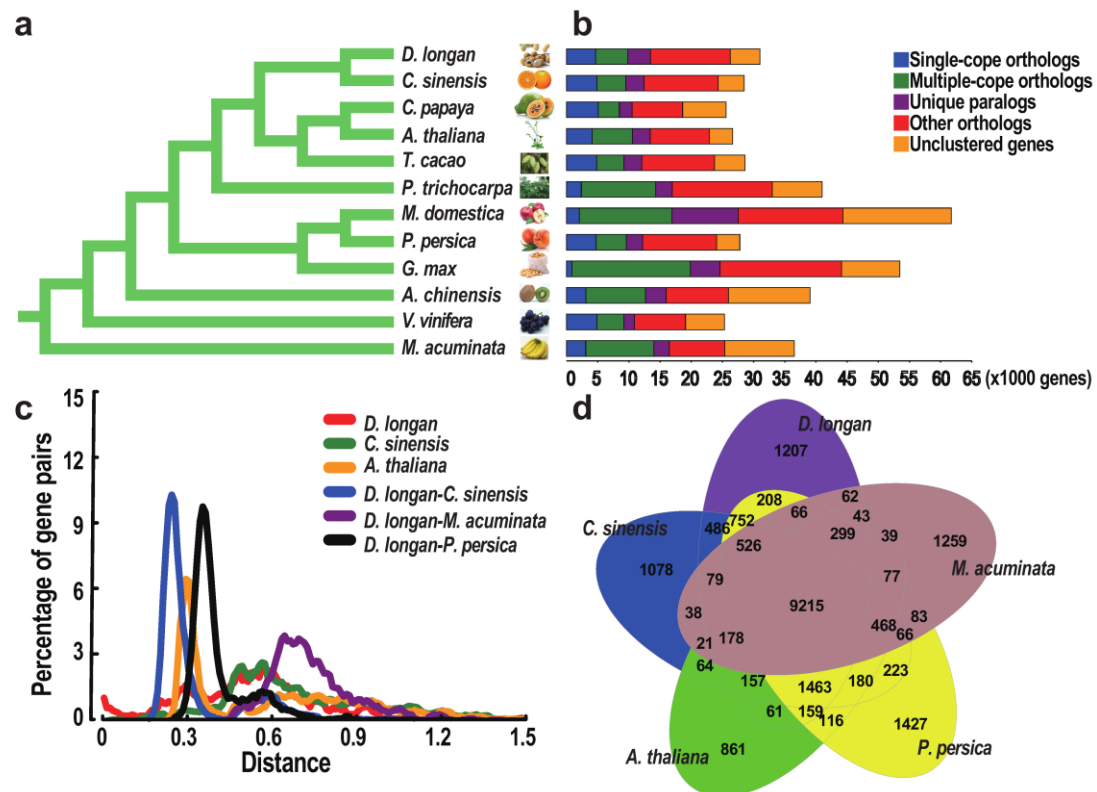 a
D. longan
C. sinensis
C. papaya
A. thaliana
T. cacao
P. trichocarpa
M. domestica
P. persica
G. max
A. chinensis
V. vinifera
M. acuminata
b
Single-cope orthologs
Multiple-cope orthologs
Unique paralogs
Other orthologs
Unclustered genes
0 5 10 15 20 25 30 35 40 45 50 55 60 65 (x1000 genes)
c
Percentage of gene pairs
15
12
9
6
3
0
0 0.3 0.6 0.9 1.2 1.5
Distance
D. longan
C. sinensis
A. thaliana
D. longan-C. sinensis
D. longan-M. acuminata
D. longan-P. persica
d
D. longan
1207
208 62
486 752 66 43
C. sinensis
526 299 39 1259
1078 79 77 M. acuminata
38 9215 83
21 178 468 66
64 157 1463 180 223
61 159 116 1427
A. thaliana 861 P. persica